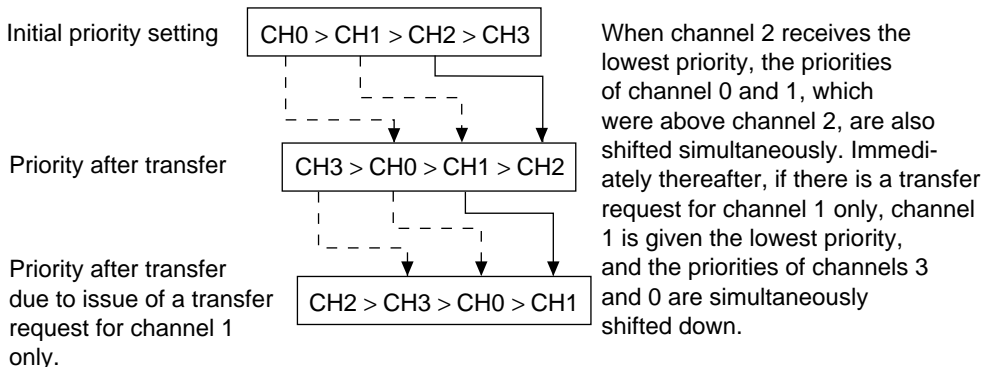 Initial priority setting
CH0 > CH1 > CH2 > CH3
Priority after transfer
CH3 > CH0 > CH1 > CH2
Priority after transfer
due to issue of a transfer
request for channel 1
only.
CH2 > CH3 > CH0 > CH1
When channel 2 receives the
lowest priority, the priorities
of channel 0 and 1, which
were above channel 2, are also
shifted simultaneously. Immedi-
ately thereafter, if there is a transfer
request for channel 1 only, channel
1 is given the lowest priority,
and the priorities of channels 3
and 0 are simultaneously
shifted down.